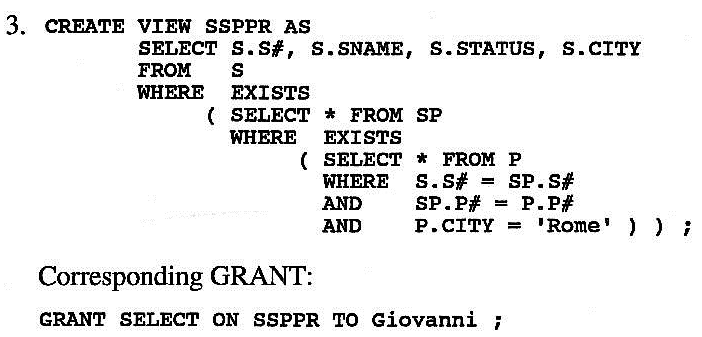 3. CREATE VIEW SSPPR AS
SELECT S.S#, S.SNAME, S.STATUS, S.CITY
FROM S
WHERE EXISTS
( SELECT * FROM SP
WHERE EXISTS
( SELECT * FROM P
WHERE S.S# = SP.S#
AND SP.P# = P.P#
AND P.CITY = 'Rome' ) ) ;
Corresponding GRANT:
GRANT SELECT ON SSPPR TO Giovanni ;